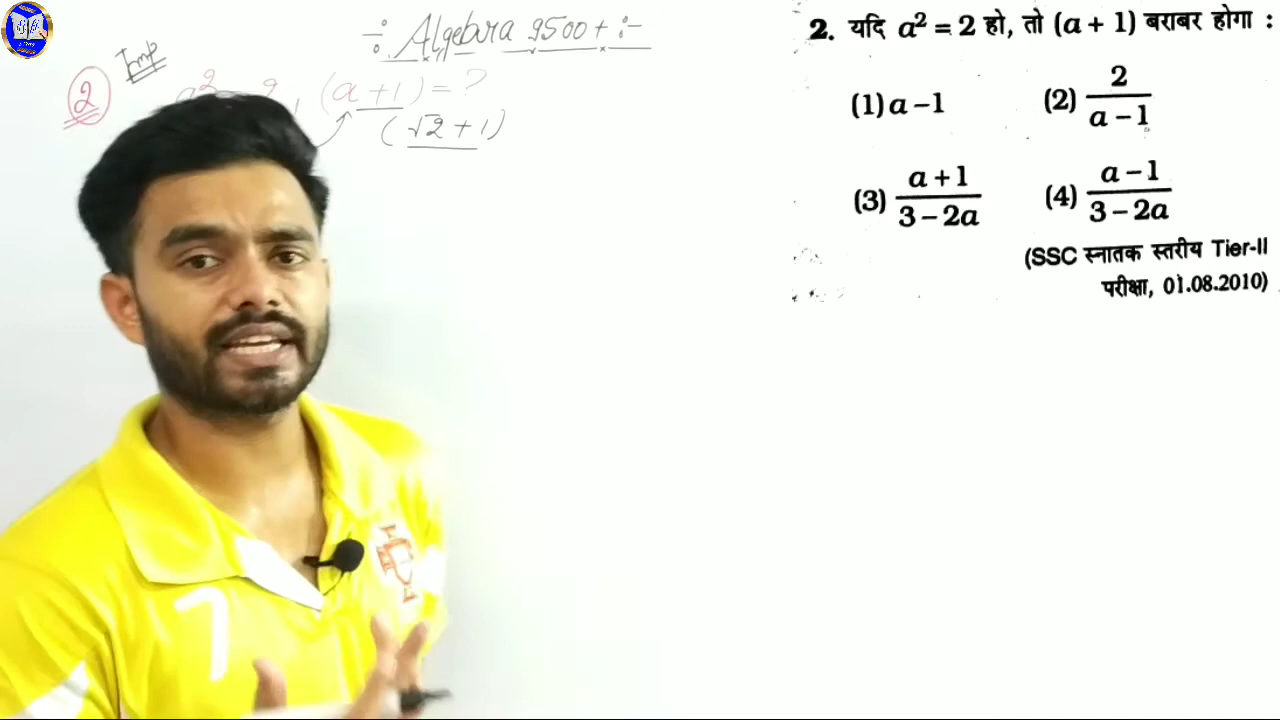 ÷ Algebra 9500+ :-
Imp
2
(a + 1) = ?
(√2 + 1)
2. यदि a² = 2 हो, तो (a + 1) बराबर होगा :
(1) a – 1 (2) 2 / a – 1
(3) a + 1 / 3 – 2a (4) a – 1 / 3 – 2a
(SSC स्नातक स्तरीय Tier-II
परीक्षा, 01.08.2010)
7